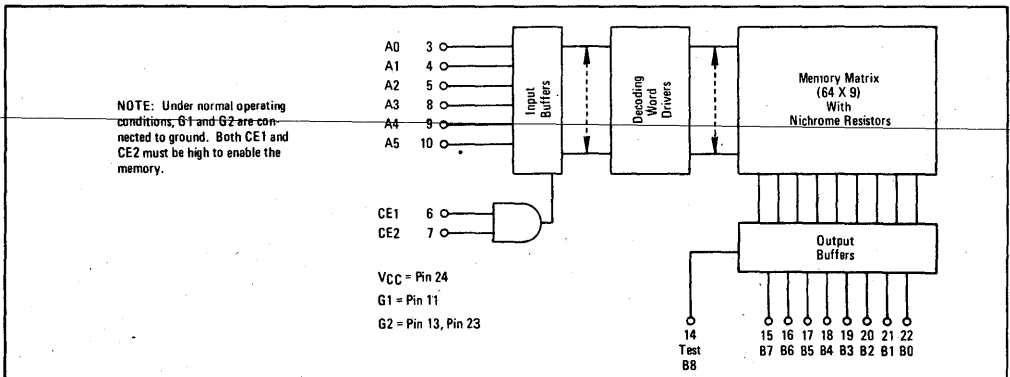 A0 3
A1 4
A2 5
A3 8
A4 9
A5 10
NOTE: Under normal operating
conditions, G1 and G2 are con-
nected to ground. Both CE1 and
CE2 must be high to enable the
memory.
Input
Buffers
Decoding
Word
Drivers
Memory Matrix
(64 X 9)
With
Nichrome Resistors
CE1 6
CE2 7
Output
Buffers
VCC = Pin 24
G1 = Pin 11
G2 = Pin 13, Pin 23
14 15 16 17 18 19 20 21 22
Test B7 B6 B5 B4 B3 B2 B1 B0
B8